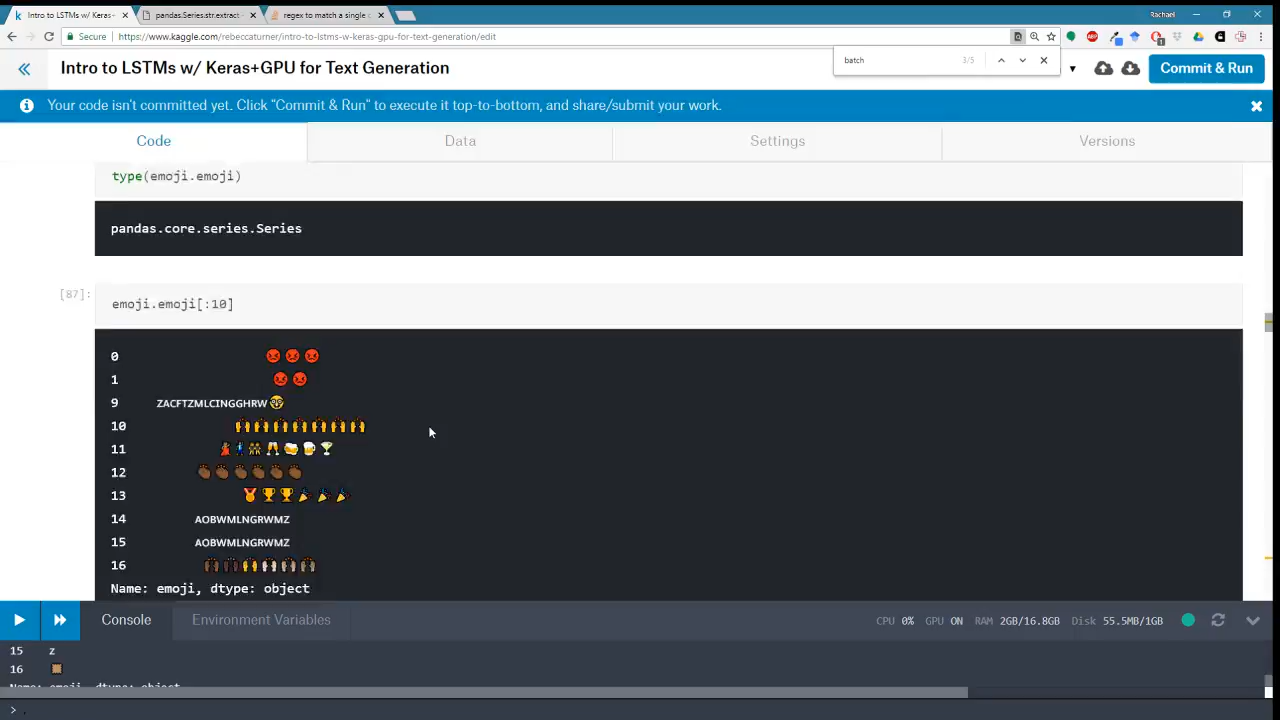 Intro to LSTMs w/ Keras+
pandas.Series.str.extract
regex to match a single c
Rachael
Secure
https://www.kaggle.com/rebeccaturner/intro-to-lstms-w-keras-gpu-for-text-generation/edit
batch
3/5
Intro to LSTMs w/ Keras+GPU for Text Generation
Commit & Run
Your code isn't committed yet. Click "Commit & Run" to execute it top-to-bottom, and share/submit your work.
Code
Data
Settings
Versions
type(emoji.emoji)
pandas.core.series.Series
[87]:
emoji.emoji[:10]
0 😡😡😡
1 😡😡
9 ZACFTZMLCINGGHRW🤓
10 🙌🙌🙌🙌🙌🙌🙌
11 💃🕺👯🥂🍻🍺🍸
12 👏🏾👏🏾👏🏾👏🏾👏🏾👏🏾
13 🏅🏆🏆🎉🎉🎉
14 AOBWMLNGRWMZ
15 AOBWMLNGRWMZ
16
Name: emoji, dtype: object
Console
Environment Variables
CPU 0% GPU ON RAM 2GB/16.8GB Disk 55.5MB/1GB
15 z
16
Name: emoji, dtype: object
>